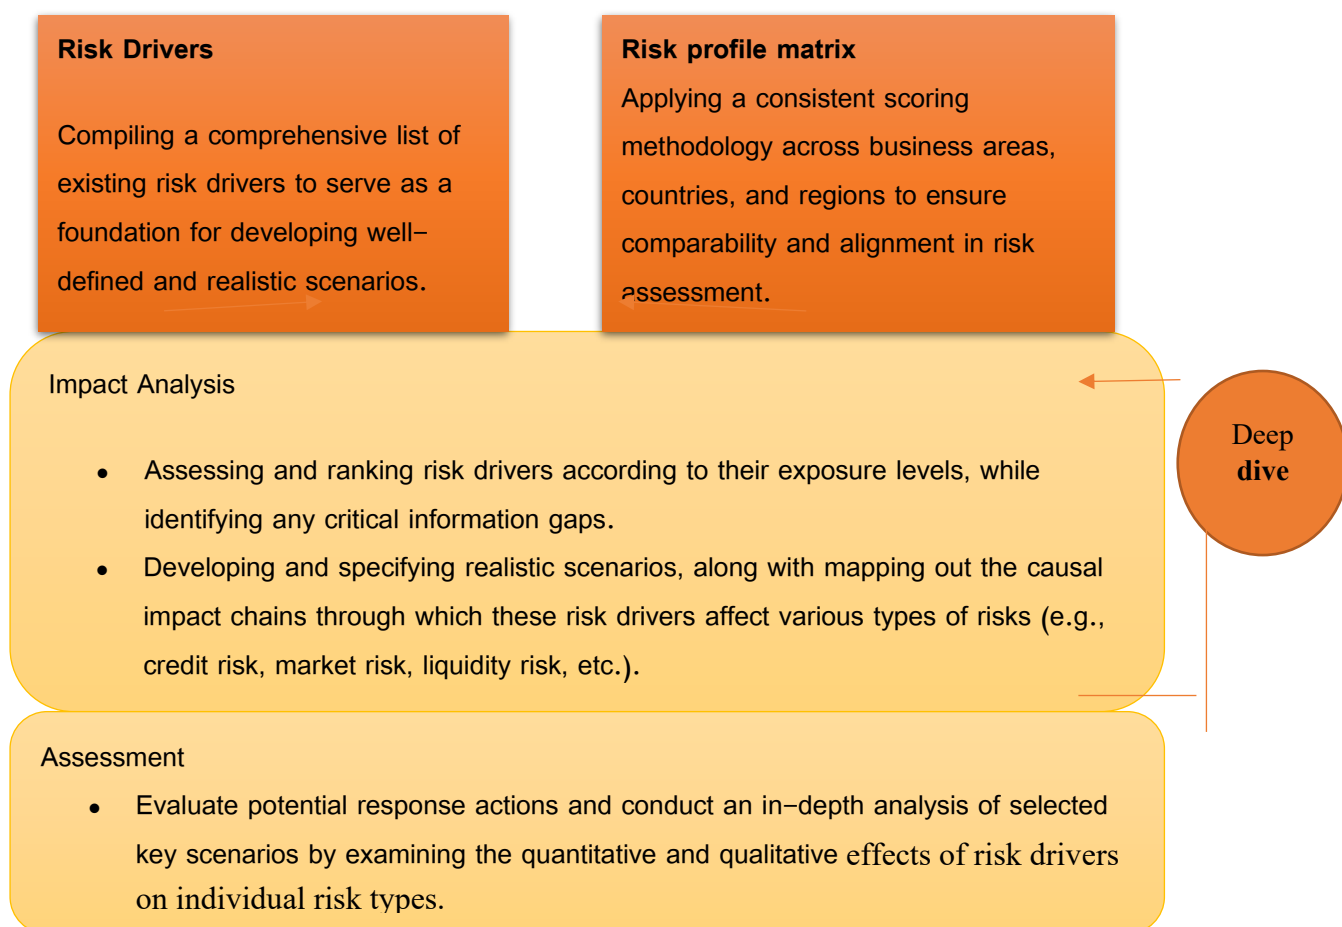 Risk Drivers
Compiling a comprehensive list of
existing risk drivers to serve as a
foundation for developing well-
defined and realistic scenarios.
Risk profile matrix
Applying a consistent scoring
methodology across business areas,
countries, and regions to ensure
comparability and alignment in risk
assessment.
Impact Analysis
• Assessing and ranking risk drivers according to their exposure levels, while
identifying any critical information gaps.
• Developing and specifying realistic scenarios, along with mapping out the causal
impact chains through which these risk drivers affect various types of risks (e.g.,
credit risk, market risk, liquidity risk, etc.).
Deep
dive
Assessment
• Evaluate potential response actions and conduct an in-depth analysis of selected
key scenarios by examining the quantitative and qualitative effects of risk drivers
on individual risk types.